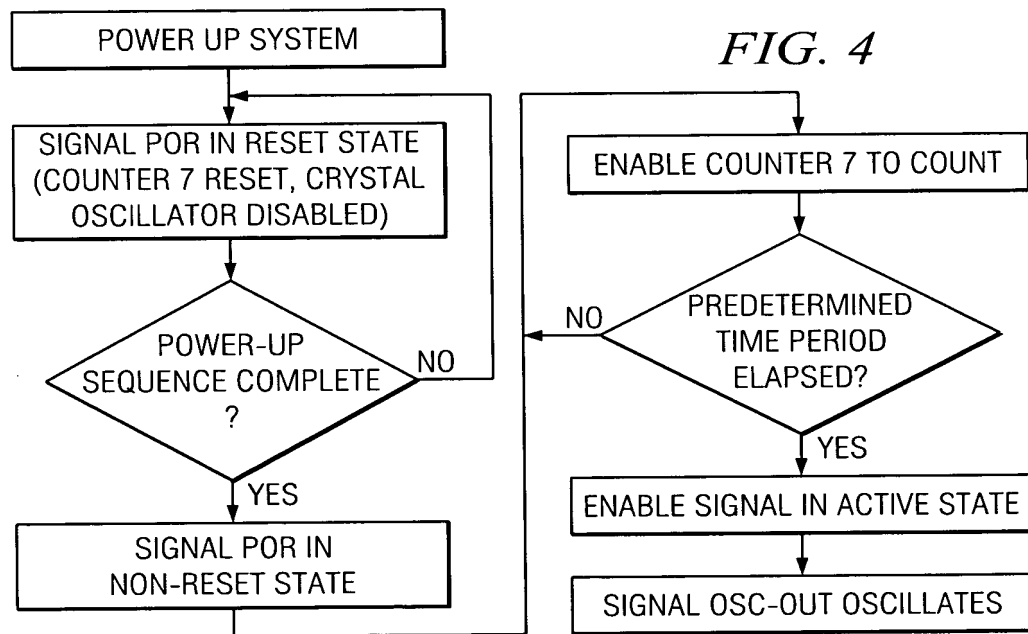 FIG. 4
POWER UP SYSTEM
SIGNAL POR IN RESET STATE
(COUNTER 7 RESET, CRYSTAL
OSCILLATOR DISABLED)
POWER-UP
SEQUENCE COMPLETE
?
NO
YES
SIGNAL POR IN
NON-RESET STATE
ENABLE COUNTER 7 TO COUNT
PREDETERMINED
TIME PERIOD
ELAPSED?
NO
YES
ENABLE SIGNAL IN ACTIVE STATE
SIGNAL OSC-OUT OSCILLATES